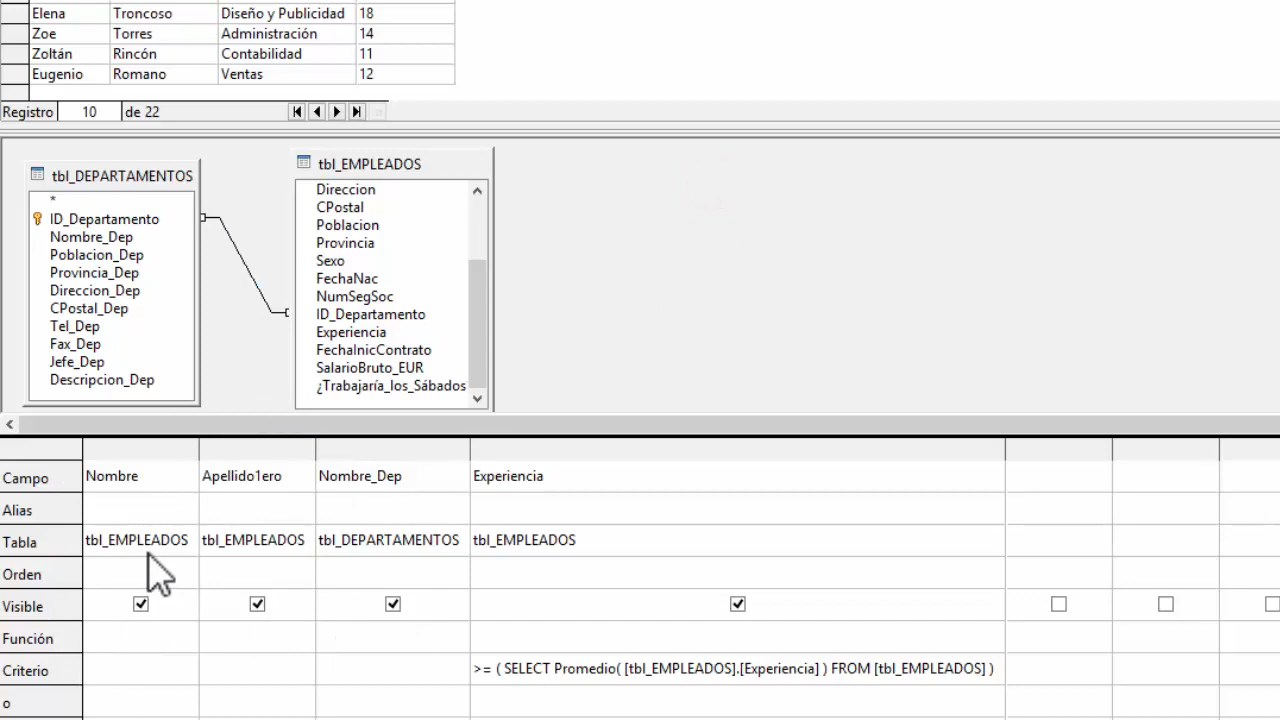 Elena Troncoso Diseño y Publicidad 18
Zoe Torres Administración 14
Zoltán Rincón Contabilidad 11
Eugenio Romano Ventas 12
Registro 10 de 22
tbl_DEPARTAMENTOS
*
ID_Departamento
Nombre_Dep
Poblacion_Dep
Provincia_Dep
Direccion_Dep
CPostal_Dep
Tel_Dep
Fax_Dep
Jefe_Dep
Descripcion_Dep
tbl_EMPLEADOS
Direccion
CPostal
Poblacion
Provincia
Sexo
FechaNac
NumSegSoc
ID_Departamento
Experiencia
FechaInicContrato
SalarioBruto_EUR
¿Trabajaría_los_Sábados
Campo Nombre Apellido1ero Nombre_Dep Experiencia
Alias
Tabla tbl_EMPLEADOS tbl_EMPLEADOS tbl_DEPARTAMENTOS tbl_EMPLEADOS
Orden
Visible
Función
Criterio >= ( SELECT Promedio( [tbl_EMPLEADOS].[Experiencia] ) FROM [tbl_EMPLEADOS] )
o